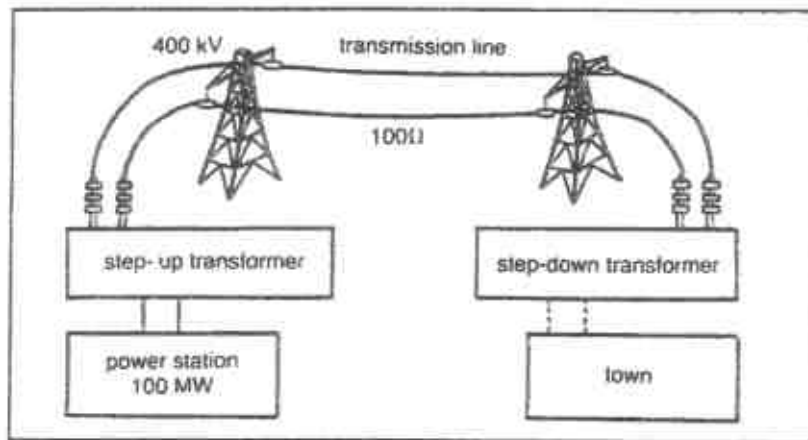 400 kV
transmission line
100Ω
step- up transformer
step-down transformer
power station
100 MW
town